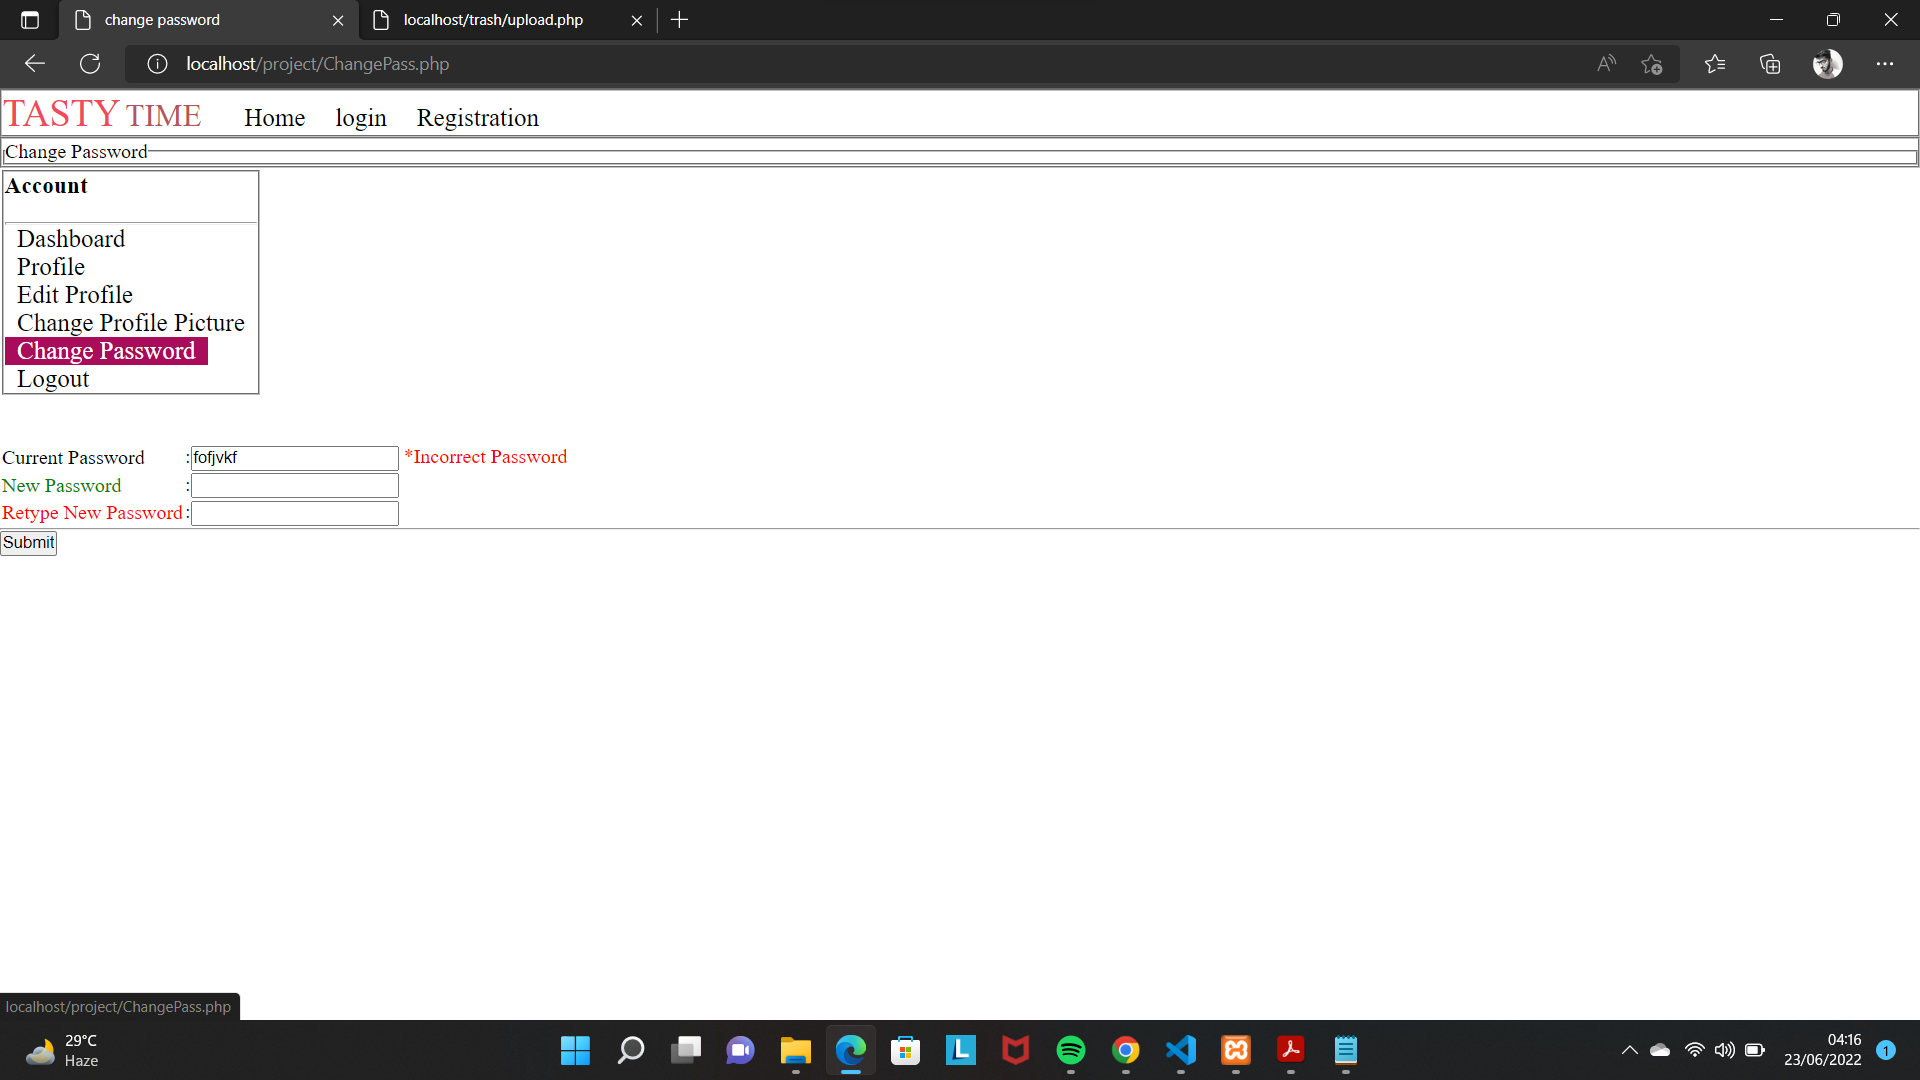 change password
localhost/trash/upload.php
localhost/project/ChangePass.php
TASTY TIME Home login Registration
Change Password
Account
Dashboard
Profile
Edit Profile
Change Profile Picture
Change Password
Logout
Current Password :fofjvkf *Incorrect Password
New Password :
Retype New Password:
Submit
localhost/project/ChangePass.php
29°C
Haze
L
04:16
23/06/2022
1